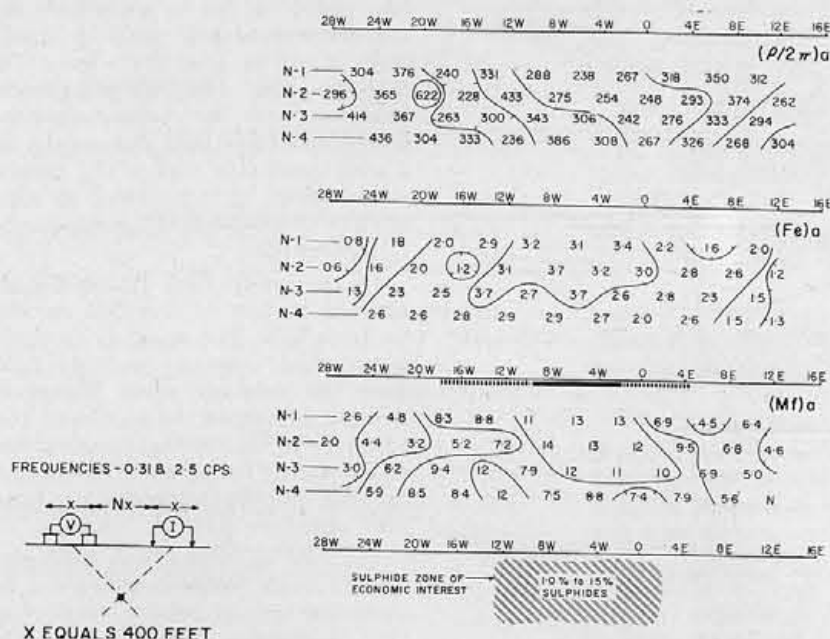 28W 24W 20W 16W 12W 8W 4W 0 4E 8E 12E 16E
(ρ/2π)a
N-1 304 376 240 331 288 238 267 318 350 312
N-2 296 365 622 228 433 275 254 248 293 374 262
N-3 414 367 263 300 343 306 242 276 333 294
N-4 436 304 333 236 386 308 267 326 268 304
28W 24W 20W 16W 12W 8W 4W 0 4E 8E 12E 16E
(Fe)a
N-1 0·8 1·8 2·0 2·9 3·2 3·1 3·4 2·2 1·6 2·0
N-2 0·6 1·6 2·0 1·2 3·1 3·7 3·2 3·0 2·8 2·6 1·2
N-3 1·3 2·3 2·5 3·7 2·7 3·7 2·6 2·8 2·3 1·5
N-4 2·6 2·6 2·8 2·9 2·9 2·7 2·0 2·6 1·5 1·3
28W 24W 20W 16W 12W 8W 4W 0 4E 8E 12E 16E
(Mf)a
N-1 2·6 4·8 8·3 8·8 11 13 13 6·9 4·5 6·4
N-2 2·0 4·4 3·2 5·2 7·2 14 13 12 9·5 6·8 4·6
N-3 3·0 6·2 9·4 12 7·9 12 11 10 6·9 5·0
N-4 5·9 8·5 8·4 12 7·5 8·8 7·4 7·9 5·6 N
FREQUENCIES - 0·31 & 2·5 CPS.
x Nx x
V I
X EQUALS 400 FEET
28W 24W 20W 16W 12W 8W 4W 0 4E 8E 12E 16E
SULPHIDE ZONE OF
ECONOMIC INTEREST
1·0% to 15%
SULPHIDES